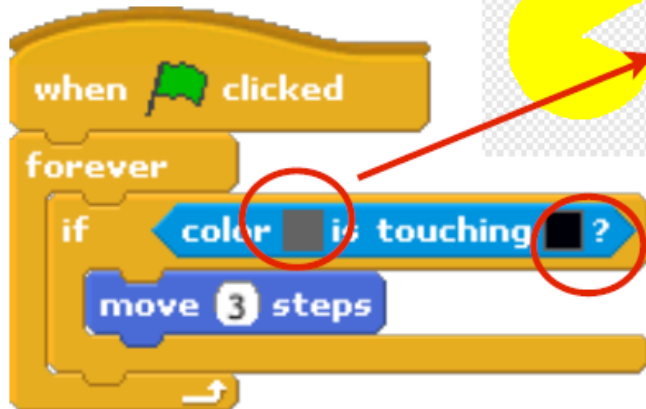 when clicked
forever
if color is touching ?
move 3 steps